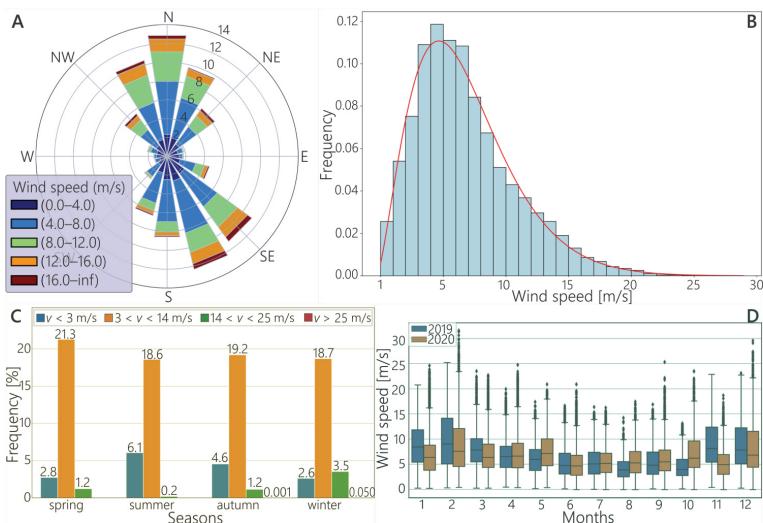 A
N
NW
NE
W
E
SE
S
14
12
10
8
6
4
2
Wind speed (m/s)
(0.0–4.0)
(4.0–8.0)
(8.0–12.0)
(12.0–16.0)
(16.0–inf)
B
Frequency
0.12
0.10
0.08
0.06
0.04
0.02
0.00
1 5 10 15 20 25 30
Wind speed [m/s]
C
v < 3 m/s 3 < v < 14 m/s 14 < v < 25 m/s v > 25 m/s
Frequency [%]
20
15
10
5
0
2.8 21.3 1.2
6.1 18.6 0.2
4.6 19.2 1.2 0.001
2.6 18.7 3.5 0.050
spring summer autumn winter
Seasons
D
2019
2020
Wind speed [m/s]
30
25
20
15
10
5
0
1 2 3 4 5 6 7 8 9 10 11 12
Months